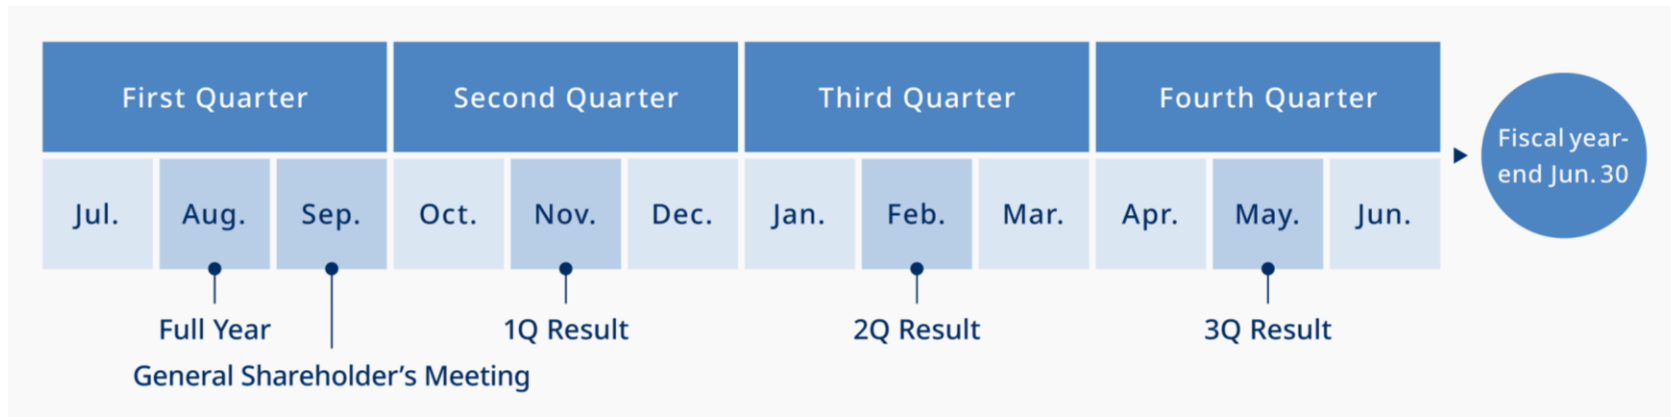 First Quarter
Second Quarter
Third Quarter
Fourth Quarter
Jul.
Aug.
Sep.
Oct.
Nov.
Dec.
Jan.
Feb.
Mar.
Apr.
May.
Jun.
Fiscal year-
end Jun. 30
Full Year
1Q Result
2Q Result
3Q Result
General Shareholder’s Meeting